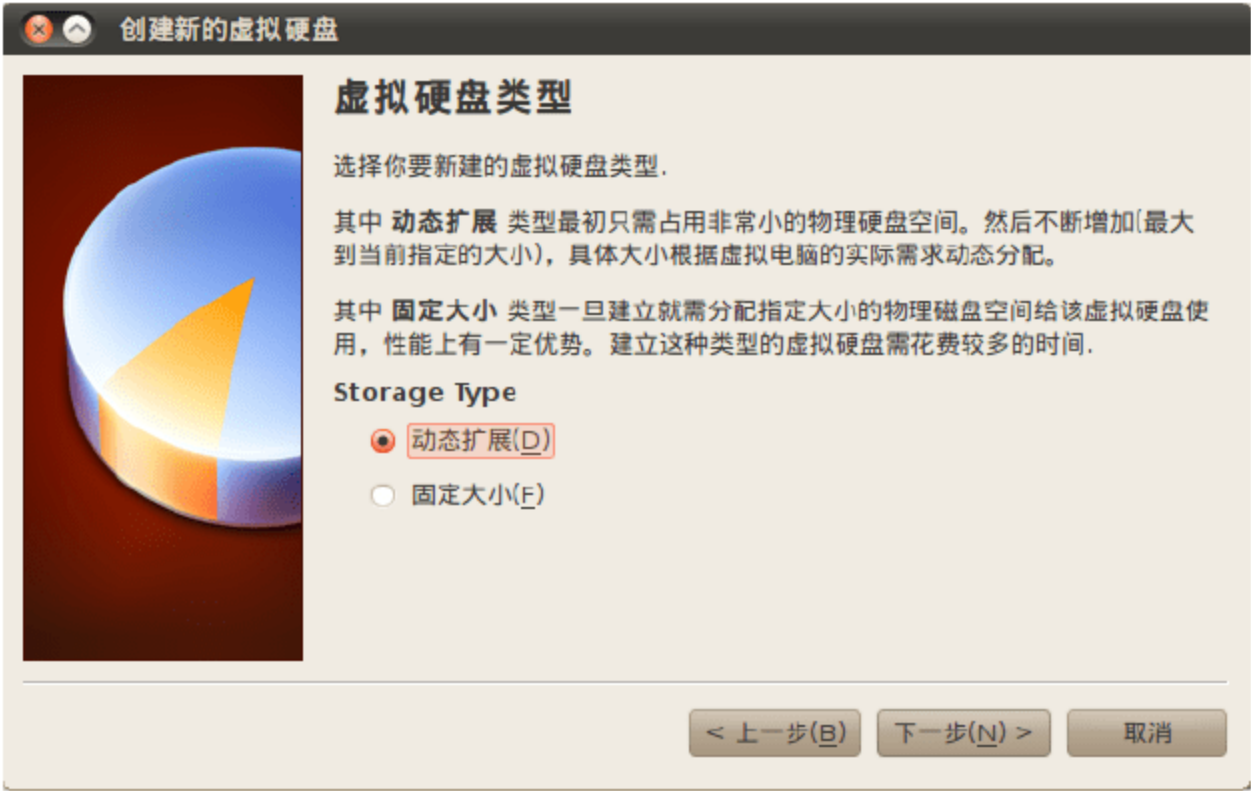 创建新的虚拟硬盘
虚拟硬盘类型
选择你要新建的虚拟硬盘类型.
其中 动态扩展 类型最初只需占用非常小的物理硬盘空间。然后不断增加(最大
到当前指定的大小)，具体大小根据虚拟电脑的实际需求动态分配。
其中 固定大小 类型一旦建立就需分配指定大小的物理磁盘空间给该虚拟硬盘使
用，性能上有一定优势。建立这种类型的虚拟硬盘需花费较多的时间.
Storage Type
动态扩展(D)
固定大小(F)
< 上一步(B) 下一步(N) > 取消